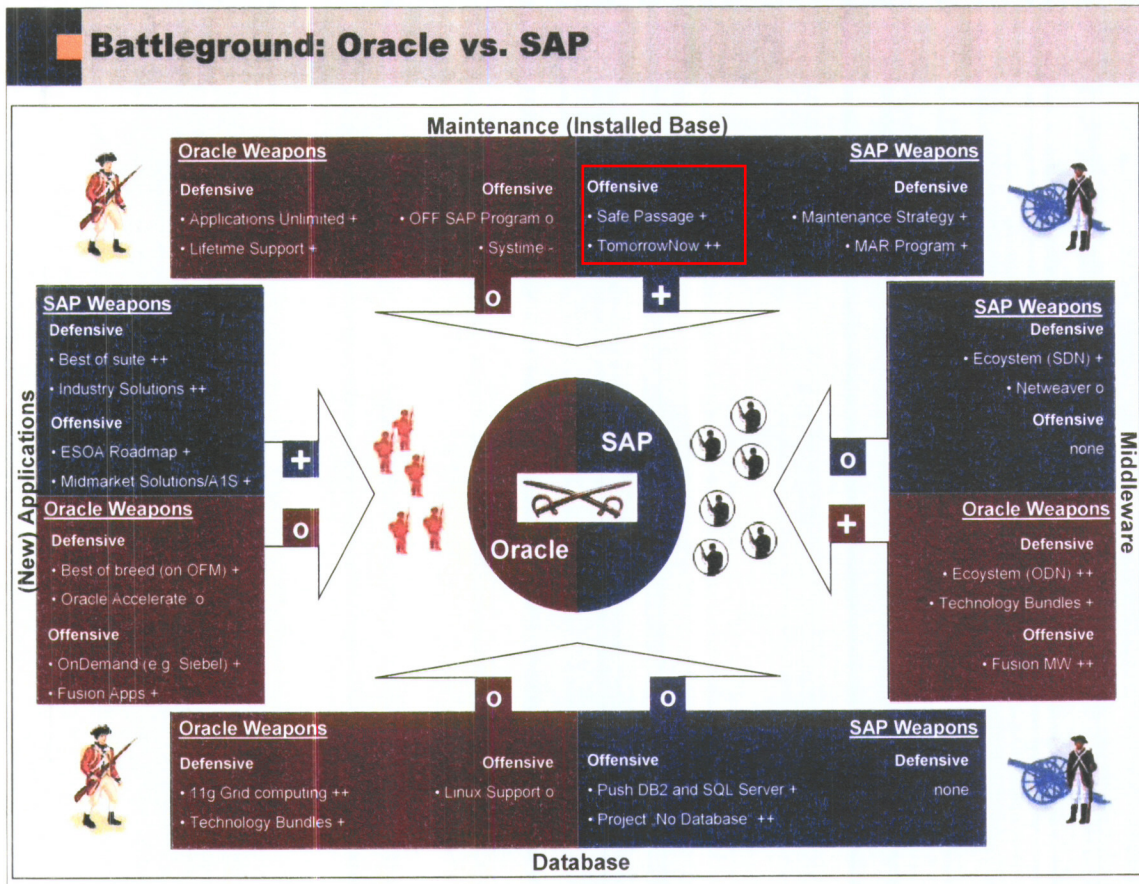 Battleground: Oracle vs. SAP
Maintenance (Installed Base)
Oracle Weapons
Defensive
• Applications Unlimited +
• Lifetime Support +
Offensive
• OFF SAP Program o
• Systime -
SAP Weapons
Offensive
• Safe Passage +
• TomorrowNow ++
Defensive
• Maintenance Strategy +
• MAR Program +
o
+
(New) Applications
SAP Weapons
Defensive
• Best of suite ++
• Industry Solutions ++
Offensive
• ESOA Roadmap +
• Midmarket Solutions/A1S +
+
Oracle Weapons
Defensive
• Best of breed (on OFM) +
• Oracle Accelerate o
Offensive
• OnDemand (e g Siebel) +
• Fusion Apps +
o
SAP
Oracle
Middleware
SAP Weapons
Defensive
• Ecoystem (SDN) +
• Netweaver o
Offensive
none
o
Oracle Weapons
Defensive
• Ecoystem (ODN) ++
• Technology Bundles +
Offensive
• Fusion MW ++
+
o
o
Oracle Weapons
Defensive
• 11g Grid computing ++
• Technology Bundles +
Offensive
• Linux Support o
SAP Weapons
Offensive
• Push DB2 and SQL Server +
• Project „No Database" ++
Defensive
none
Database